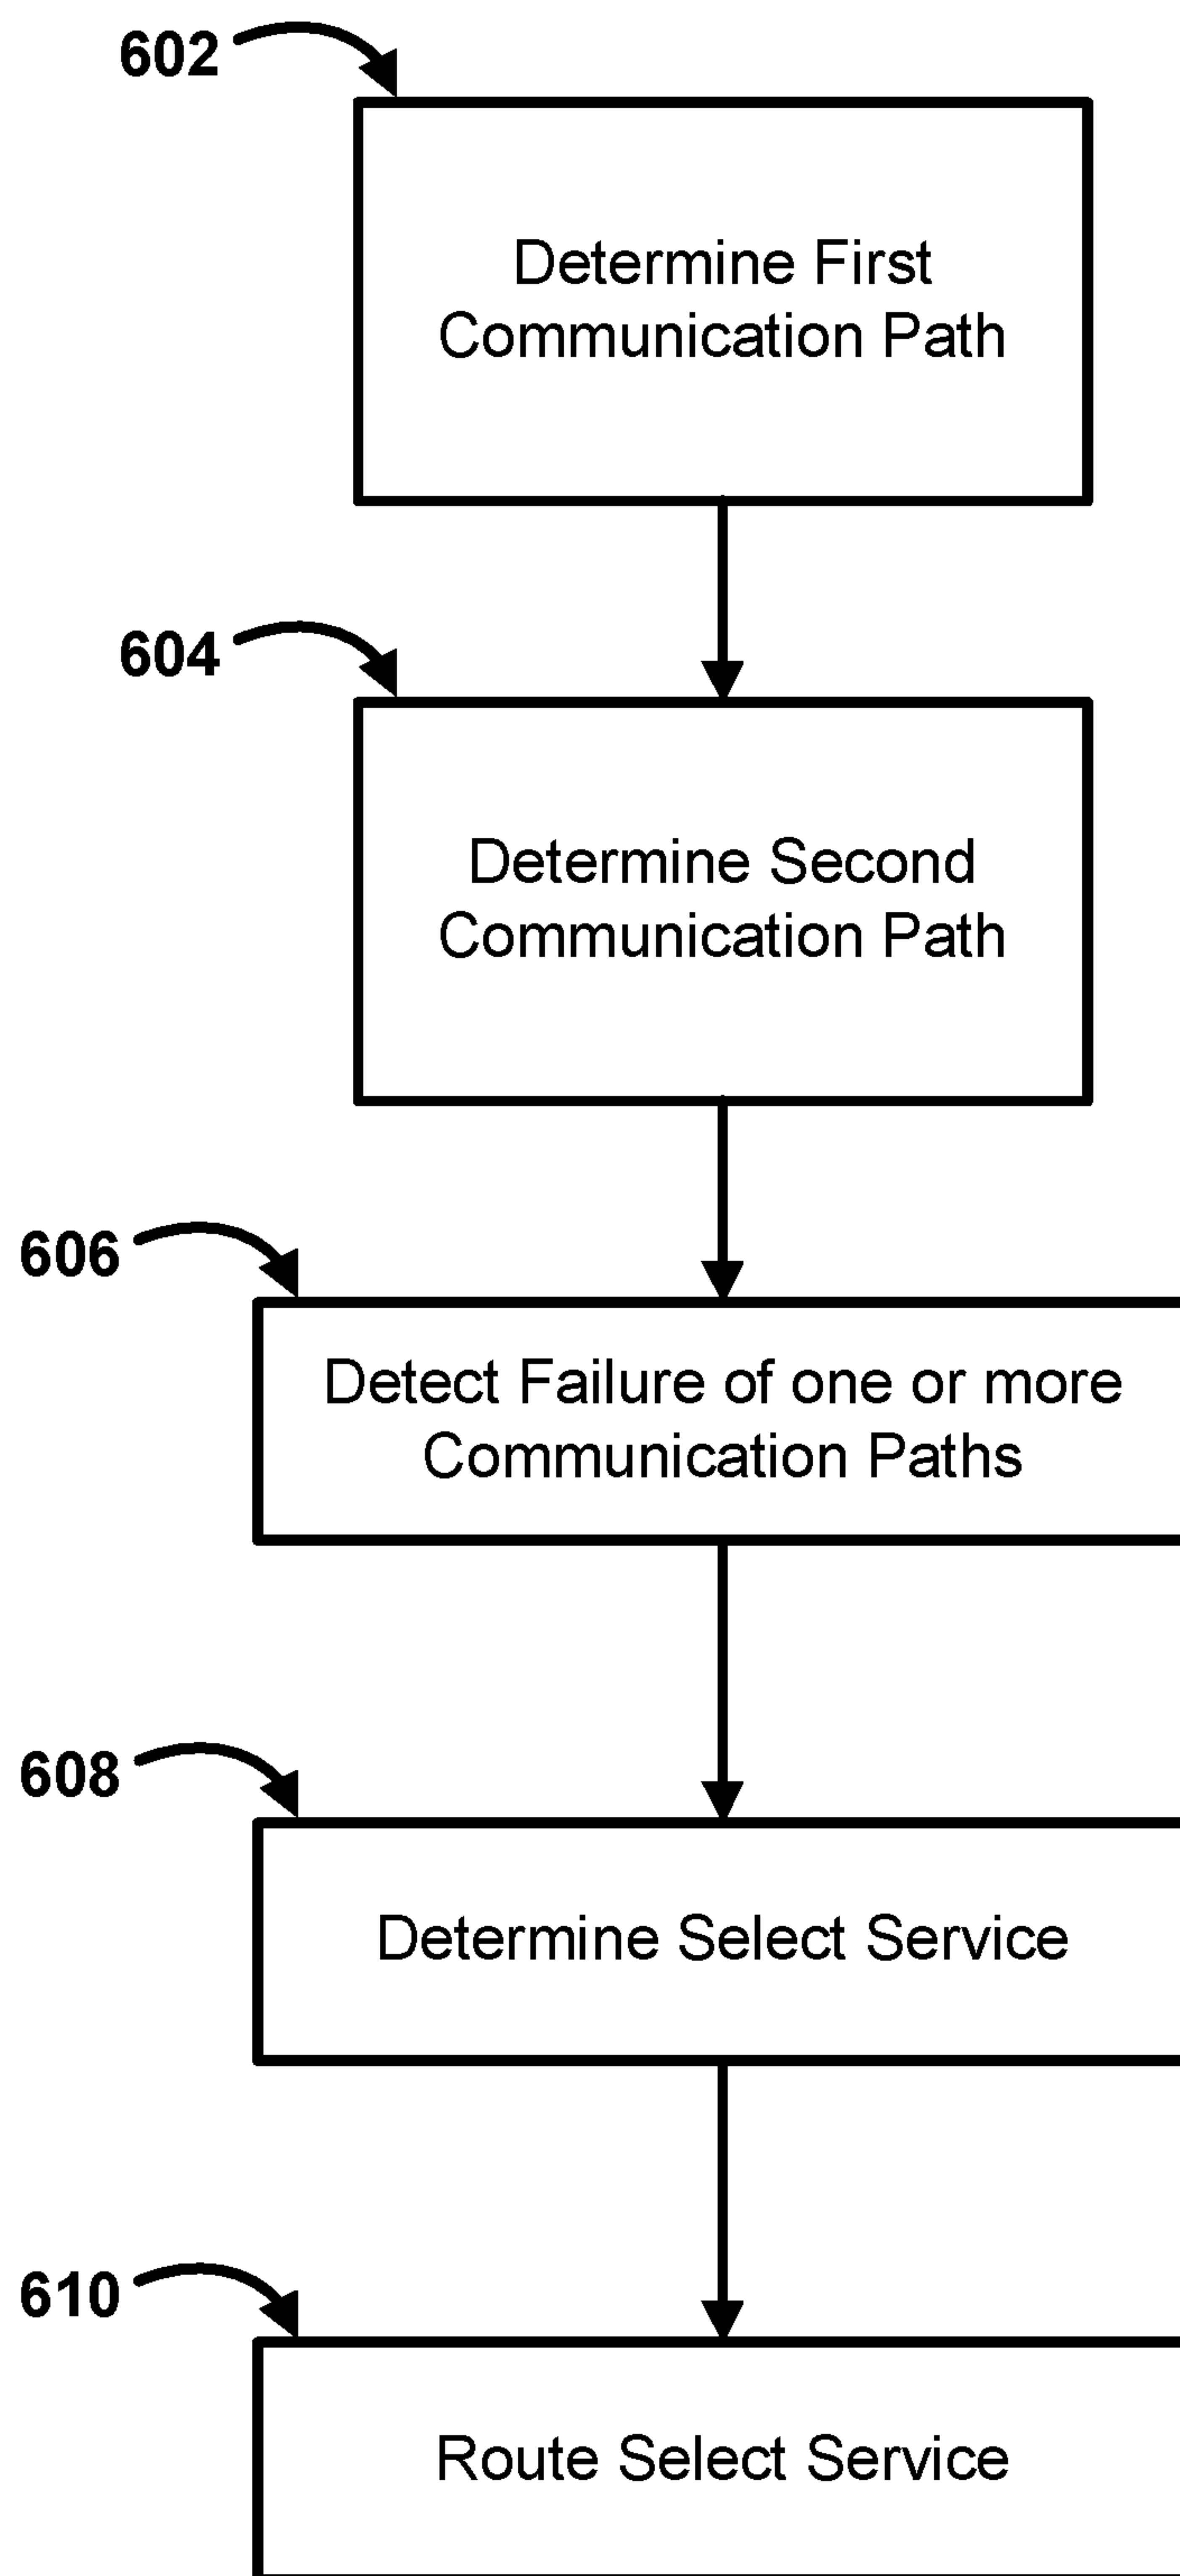 602
Determine First
Communication Path
604
Determine Second
Communication Path
606
Detect Failure of one or more
Communication Paths
608
Determine Select Service
610
Route Select Service